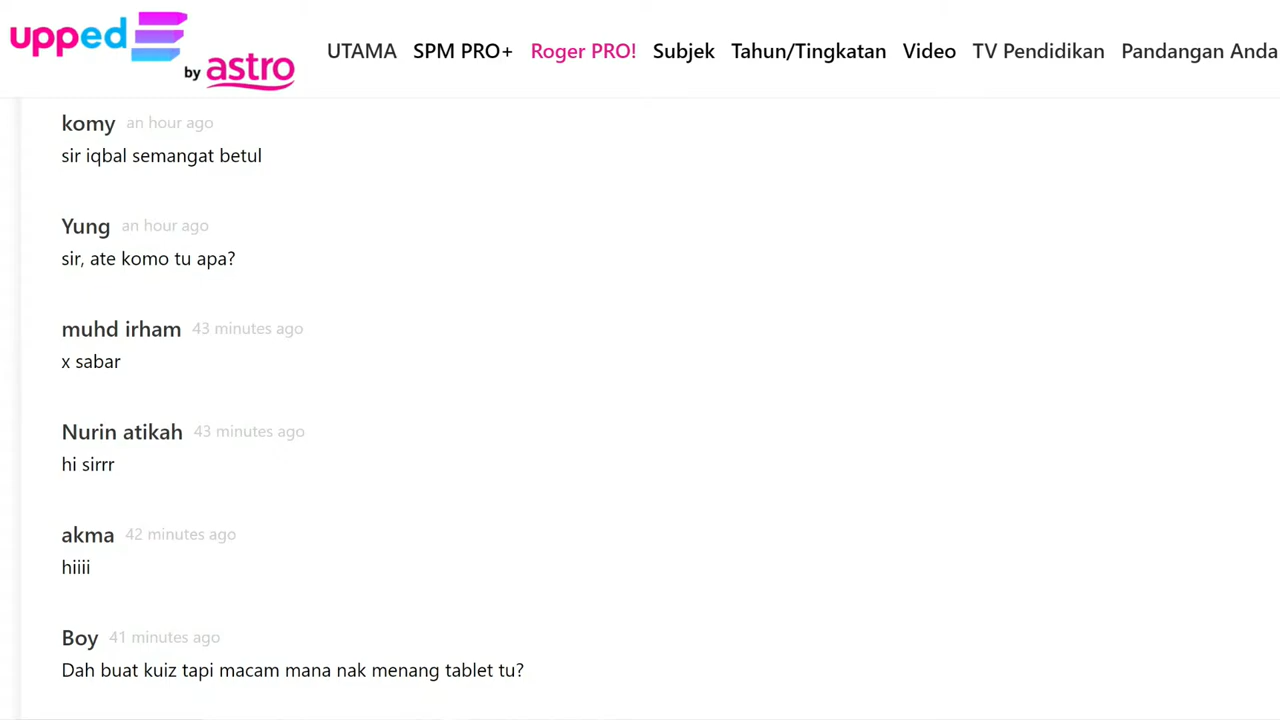 upped
by astro
UTAMA SPM PRO+ Roger PRO! Subjek Tahun/Tingkatan Video TV Pendidikan Pandangan Anda
komy an hour ago
sir iqbal semangat betul
Yung an hour ago
sir, ate komo tu apa?
muhd irham 43 minutes ago
x sabar
Nurin atikah 43 minutes ago
hi sirrr
akma 42 minutes ago
hiiii
Boy 41 minutes ago
Dah buat kuiz tapi macam mana nak menang tablet tu?